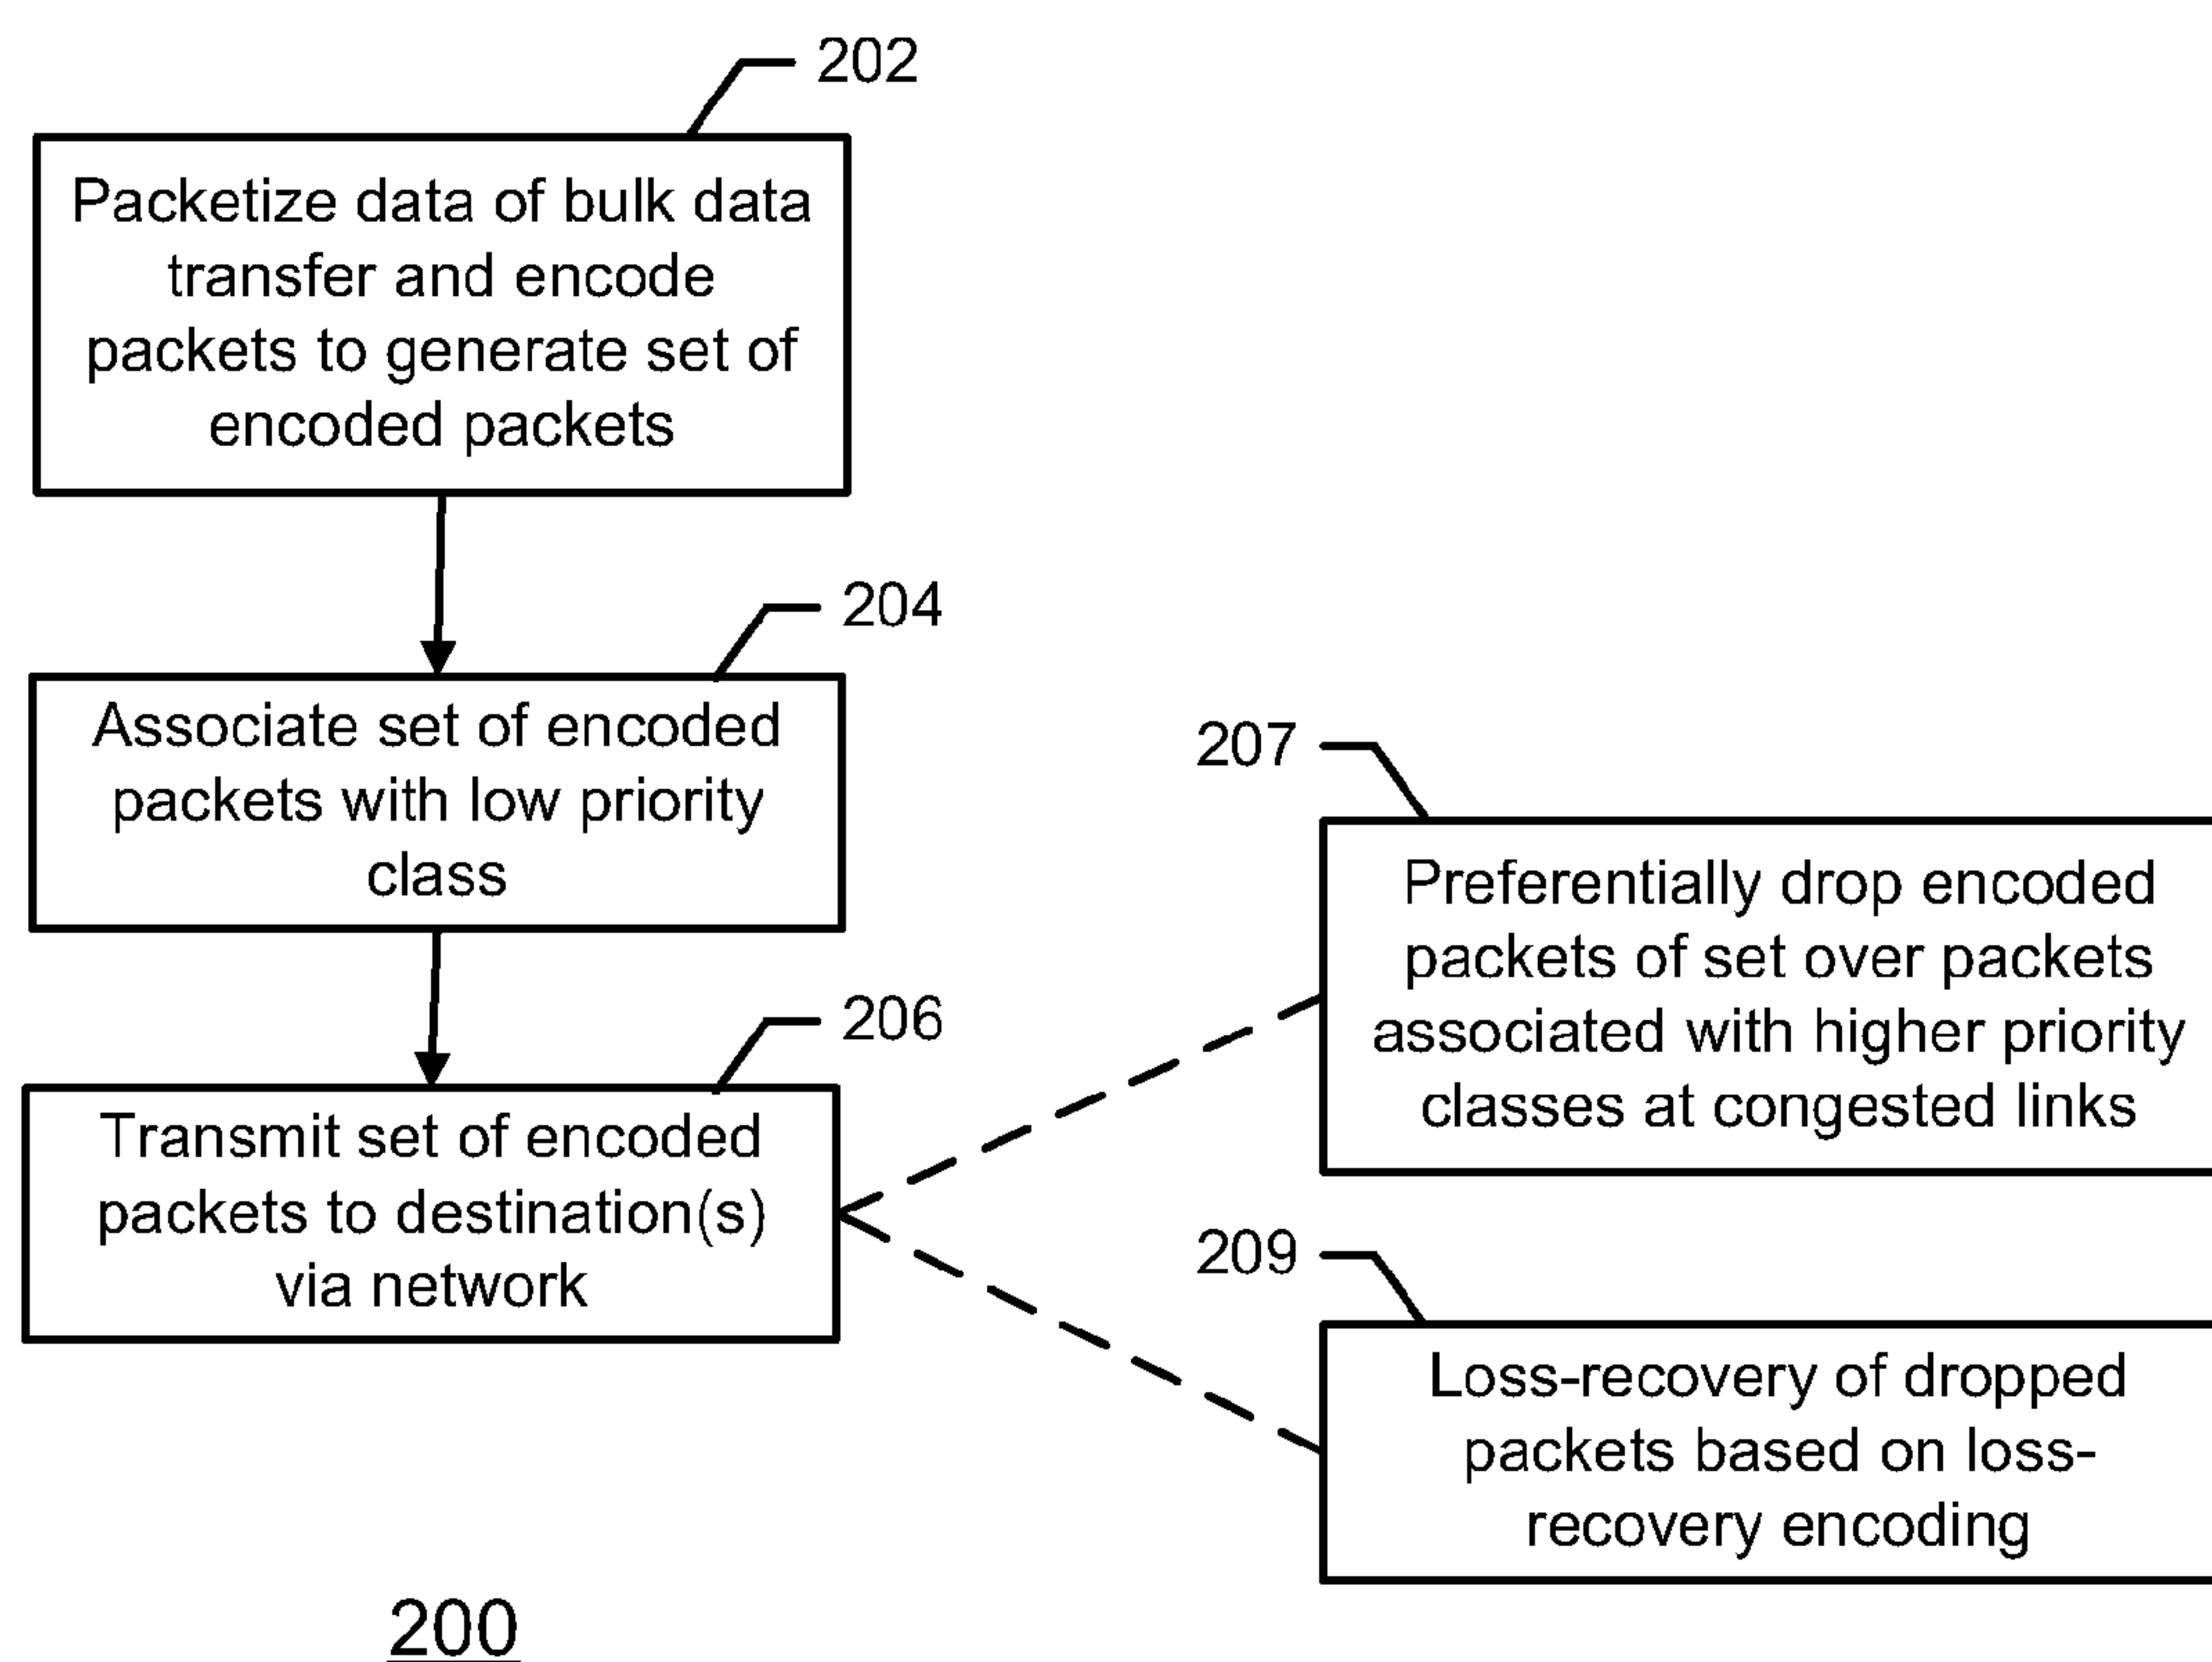 202
Packetize data of bulk data
transfer and encode
packets to generate set of
encoded packets
204
Associate set of encoded
packets with low priority
class
206
Transmit set of encoded
packets to destination(s)
via network
207
Preferentially drop encoded
packets of set over packets
associated with higher priority
classes at congested links
209
Loss-recovery of dropped
packets based on loss-
recovery encoding
200